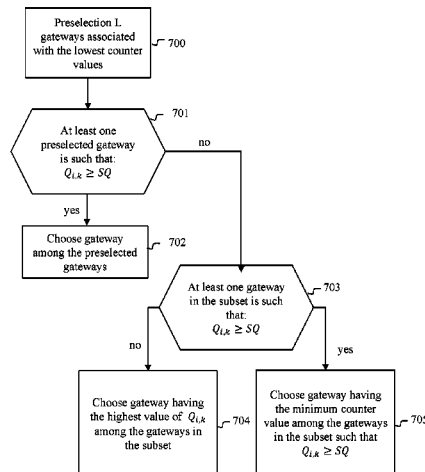 Preselection L
gateways associated
with the lowest counter
values
700
701
At least one
preselected gateway
is such that:
Q_{i,k} ≥ SQ
no
yes
Choose gateway
among the preselected
gateways
702
At least one gateway
in the subset is such
that:
Q_{i,k} ≥ SQ
703
no
yes
Choose gateway having
the highest value of Q_{i,k}
among the gateways in
the subset
704
Choose gateway having
the minimum counter
value among the gateways
in the subset such that
Q_{i,k} ≥ SQ
705